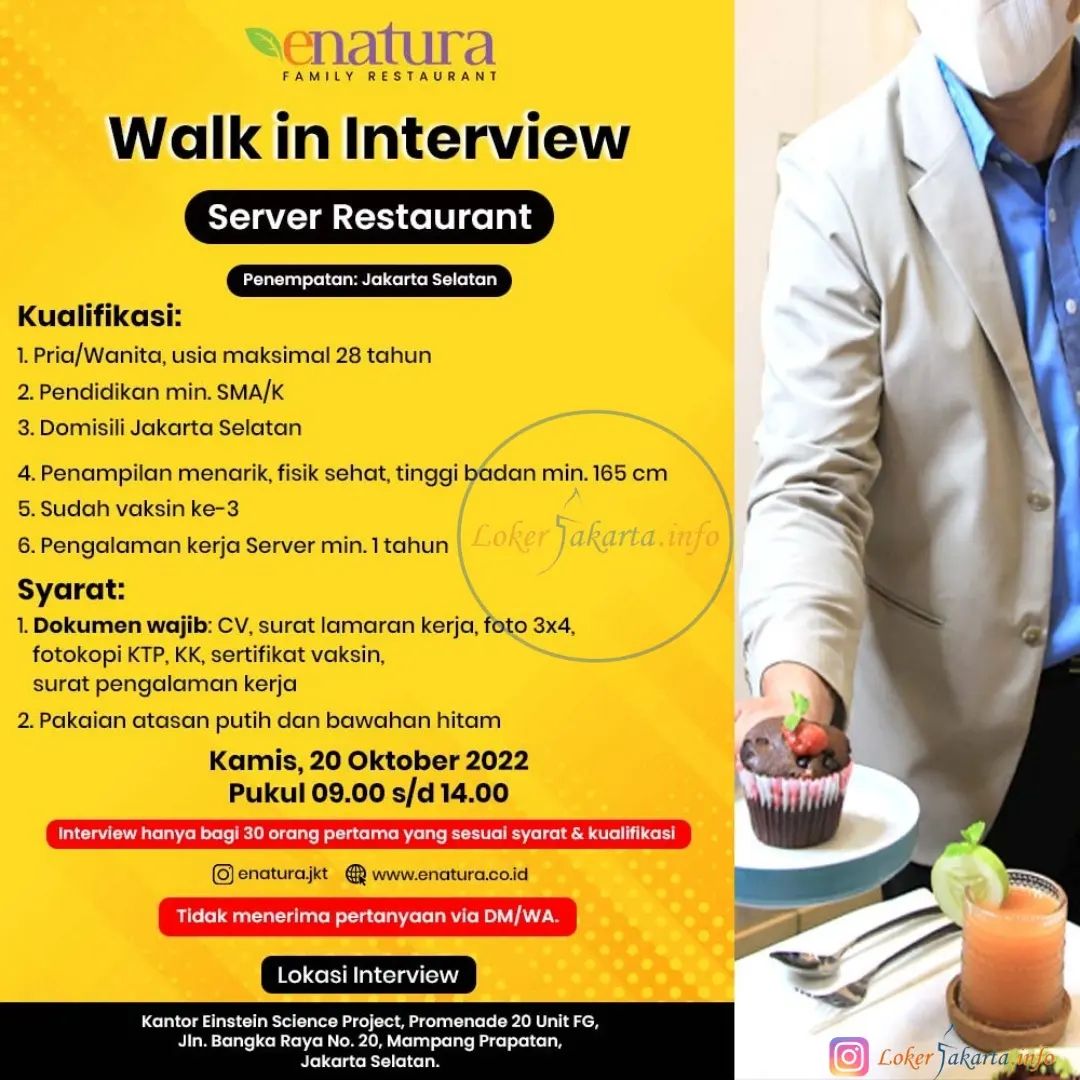 enatura
FAMILY RESTAURANT
Walk in Interview
Server Restaurant
Penempatan: Jakarta Selatan
Kualifikasi:
1. Pria/Wanita, usia maksimal 28 tahun
2. Pendidikan min. SMA/K
3. Domisili Jakarta Selatan
4. Penampilan menarik, fisik sehat, tinggi badan min. 165 cm
5. Sudah vaksin ke-3
6. Pengalaman kerja Server min. 1 tahun
Loker Jakarta.info
Syarat:
1. Dokumen wajib: CV, surat lamaran kerja, foto 3x4,
fotokopi KTP, KK, sertifikat vaksin,
surat pengalaman kerja
2. Pakaian atasan putih dan bawahan hitam
Kamis, 20 Oktober 2022
Pukul 09.00 s/d 14.00
Interview hanya bagi 30 orang pertama yang sesuai syarat & kualifikasi
enatura.jkt www.enatura.co.id
Tidak menerima pertanyaan via DM/WA.
Lokasi Interview
Kantor Einstein Science Project, Promenade 20 Unit FG,
Jln. Bangka Raya No. 20, Mampang Prapatan,
Jakarta Selatan.
Loker Jakarta.info